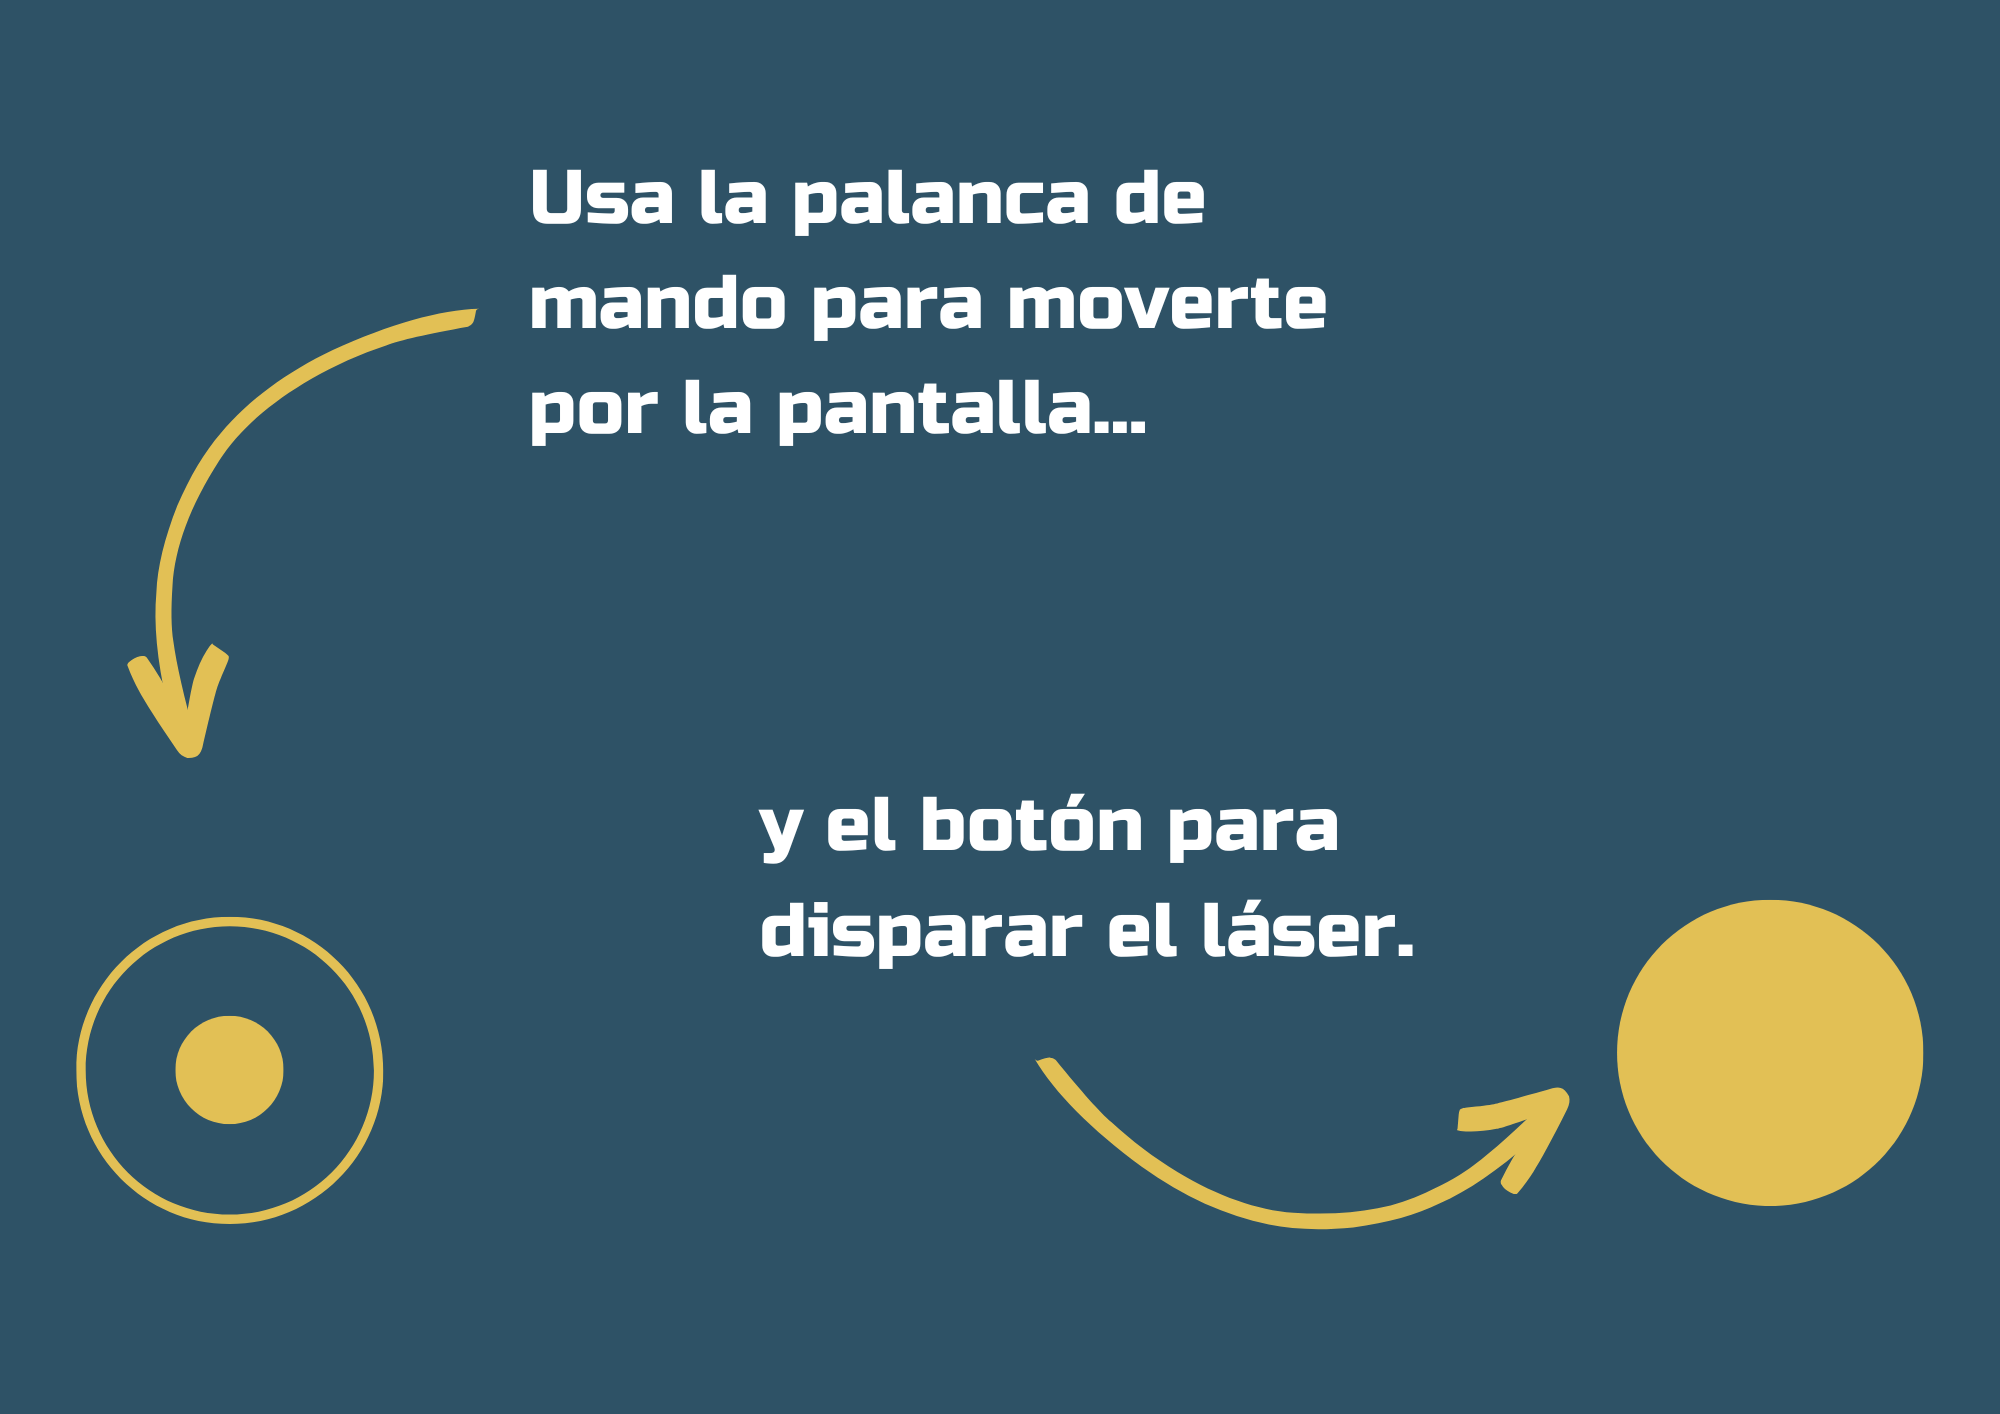 Usa la palanca de
mando para moverte
por la pantalla...
y el botón para
disparar el láser.